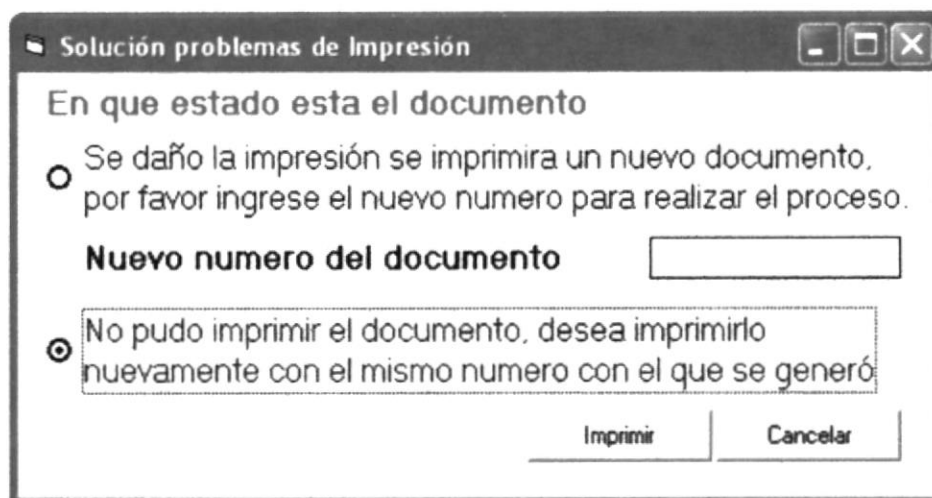 Solución problemas de Impresión
En que estado esta el documento
Se daño la impresión se imprimira un nuevo documento,
por favor ingrese el nuevo numero para realizar el proceso.
Nuevo numero del documento
No pudo imprimir el documento, desea imprimirlo
nuevamente con el mismo numero con el que se generó
Imprimir Cancelar